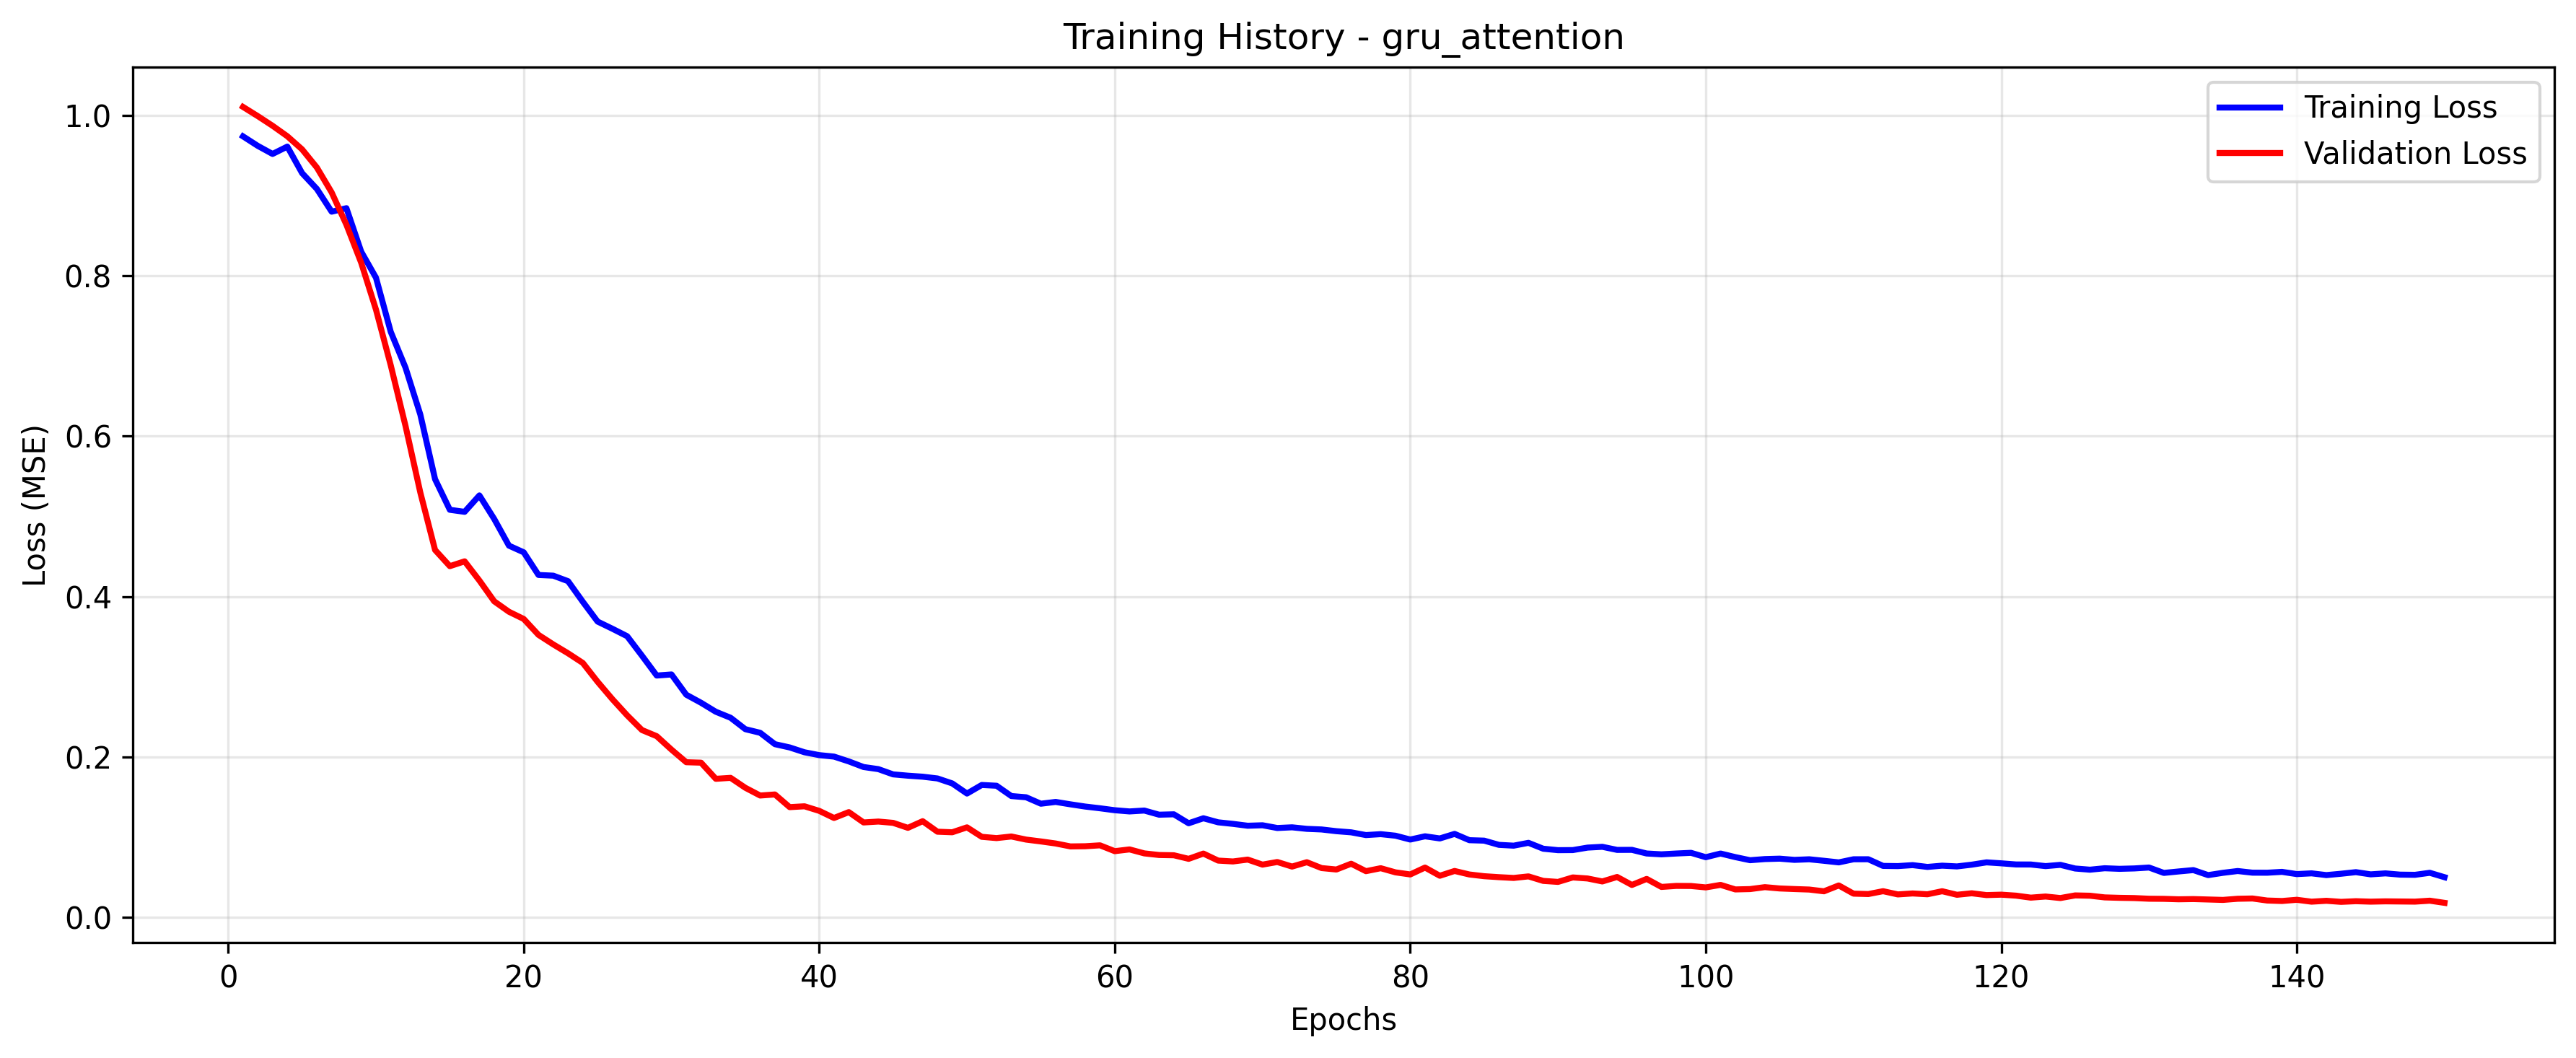 Training History - gru_attention
Training Loss
Validation Loss
Loss (MSE)
1.0
0.8
0.6
0.4
0.2
0.0
0 20 40 60 80 100 120 140
Epochs